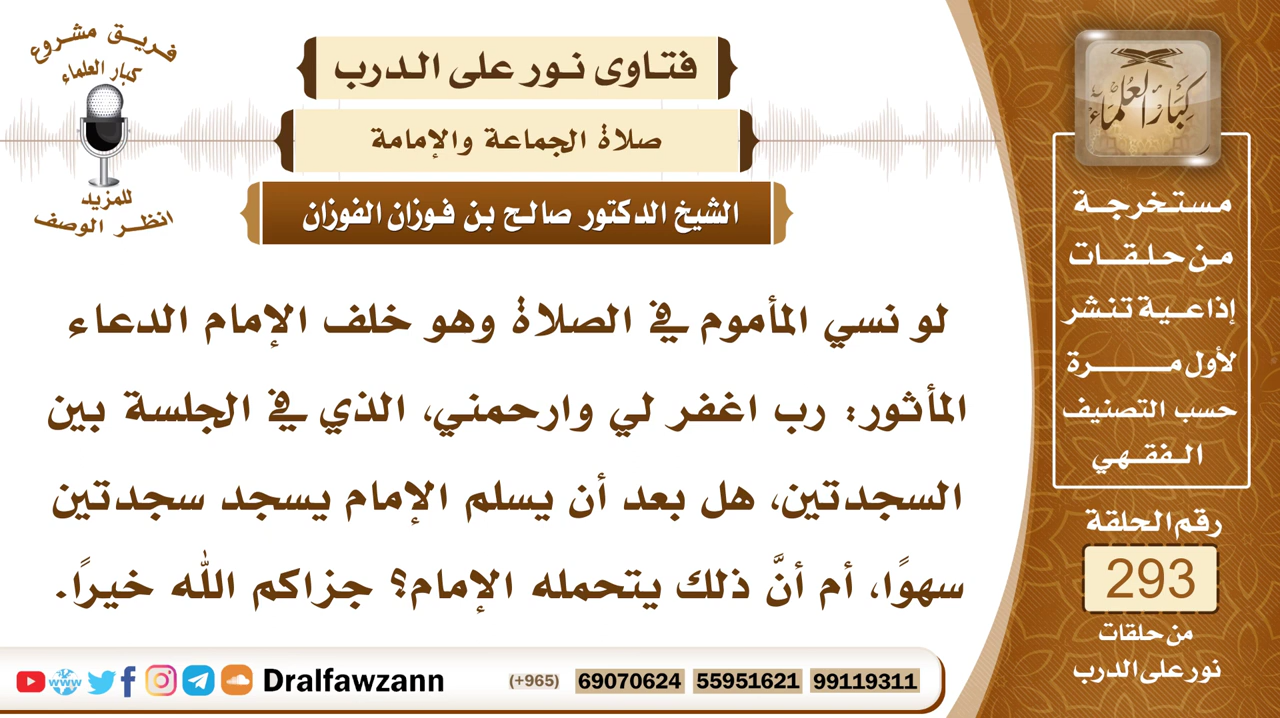 فريق مشروع
كبار العلماء
للمزيد
انظر الوصف
فتاوى نور على الدرب
صلاة الجماعة والإمامة
الشيخ الدكتور صالح بن فوزان الفوزان
لو نسي المأموم في الصلاة وهو خلف الإمام الدعاء
المأثور: رب اغفر لي وارحمني، الذي في الجلسة بين
السجدتين، هل بعد أن يسلم الإمام يسجد سجدتين
سهوًا، أم أنَّ ذلك يتحمله الإمام؟ جزاكم الله خيرًا.
كبار العلماء
مستخرجة
من حلقات
إذاعية تنشر
لأول مرة
حسب التصنيف
الفقهي
رقم الحلقة
293
من حلقات
نور على الدرب
www Dralfawzann (+965) 69070624 55951621 99119311